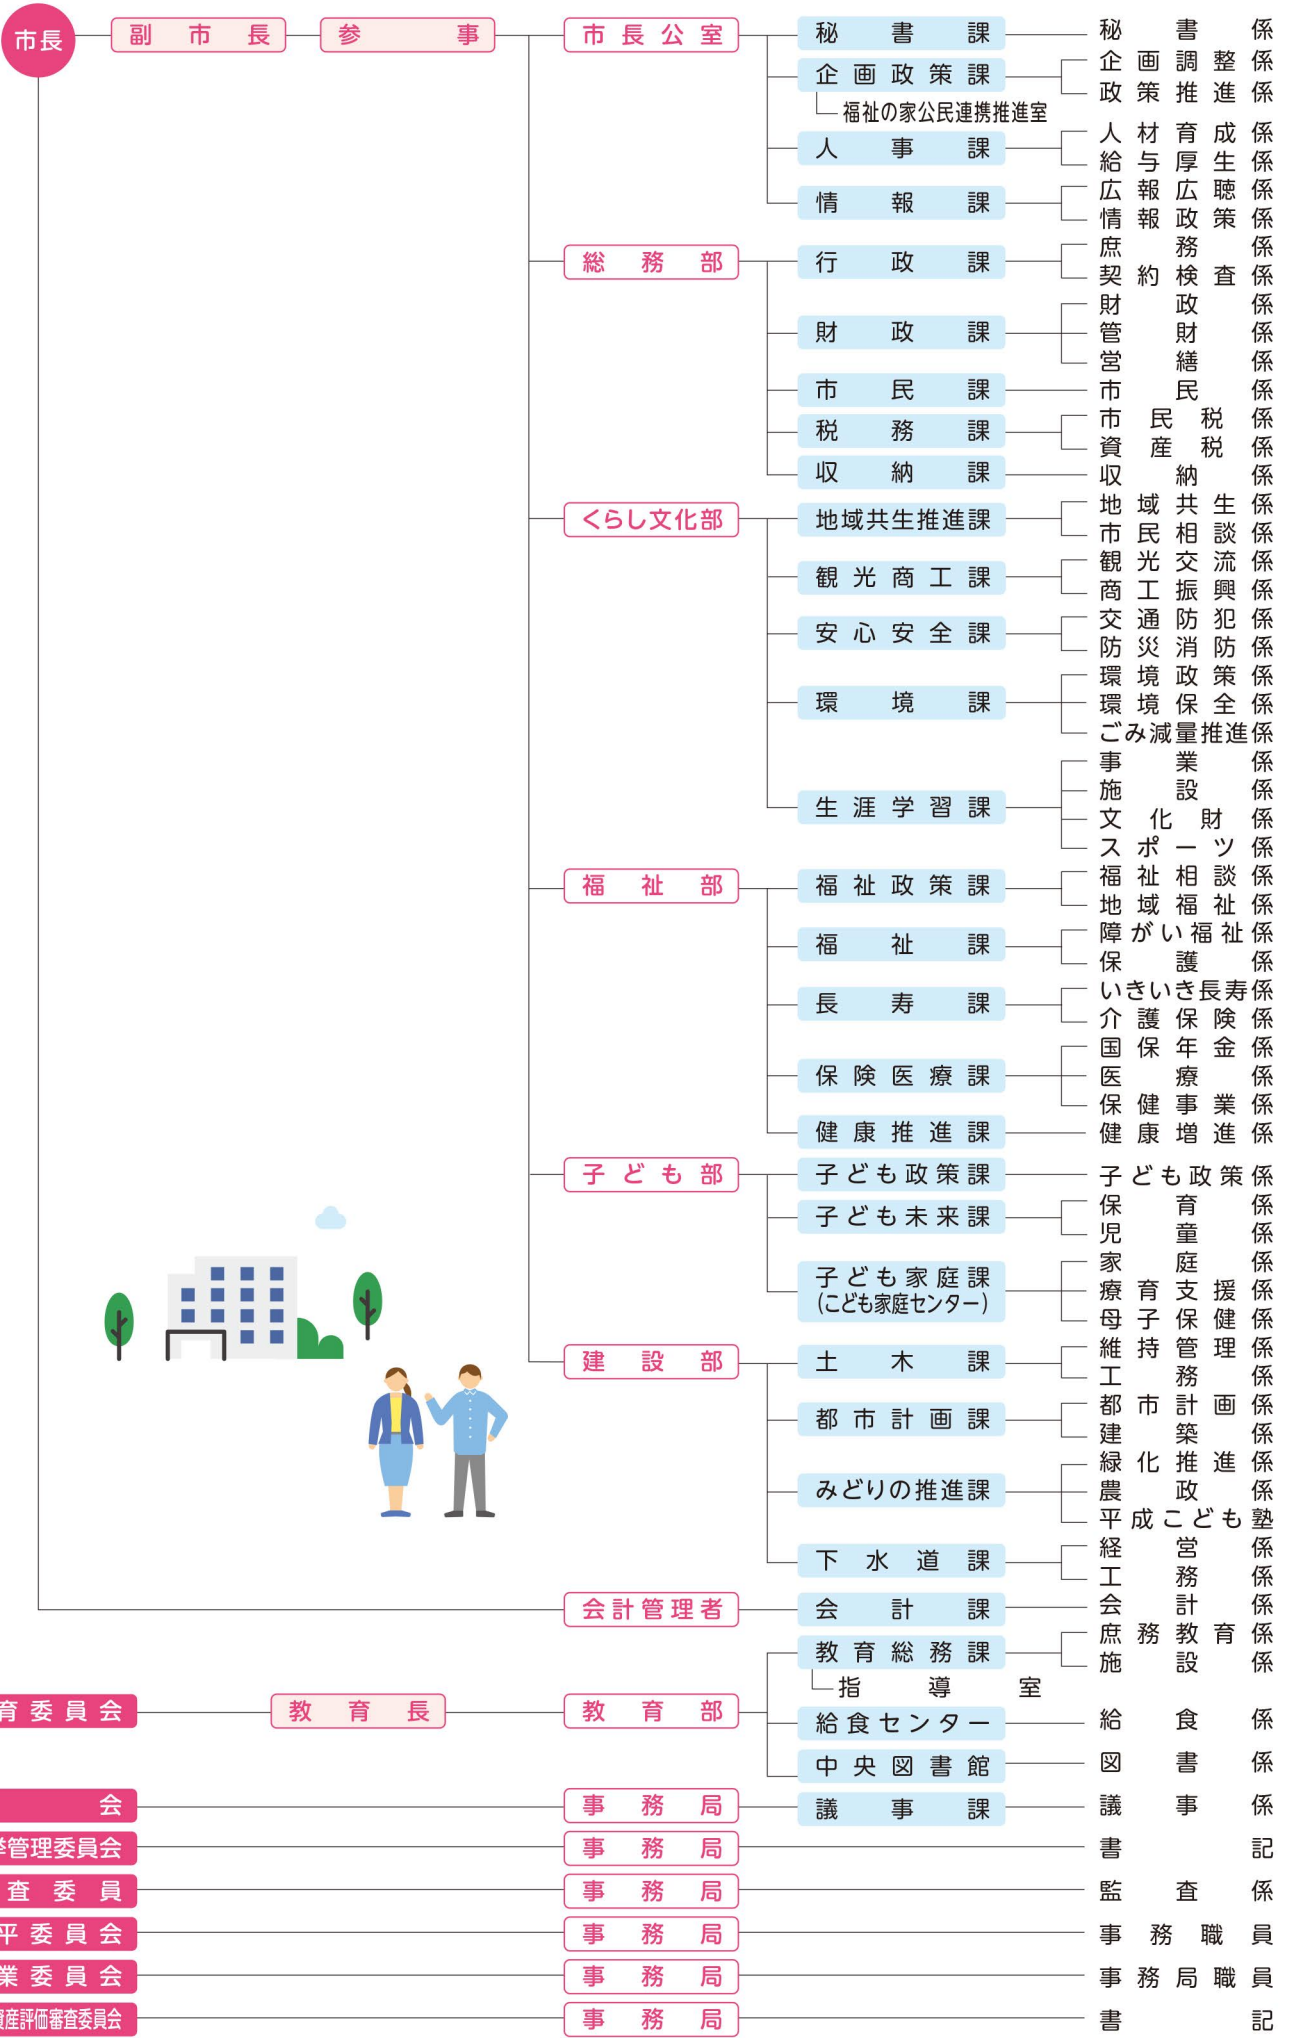 市長 副市長 参事 市長公室 秘書課 秘書係
企画政策課 企画調整係
政策推進係
福祉の家公民連携推進室
人事課 人材育成係
給与厚生係
情報課 広報広聴係
情報政策係
総務部 行政課 庶務係
契約検査係
財政課 財政係
管財係
営繕係
市民課 市民係
税務課 市民税係
資産税係
収納課 収納係
くらし文化部 地域共生推進課 地域共生係
市民相談係
観光商工課 観光交流係
商工振興係
安心安全課 交通防犯係
防災消防係
環境課 環境政策係
環境保全係
ごみ減量推進係
生涯学習課 事業係
施設係
文化財係
スポーツ係
福祉部 福祉政策課 福祉相談係
地域福祉係
福祉課 障がい福祉係
保護係
長寿課 いきいき長寿係
介護保険係
保険医療課 国保年金係
医療係
保健事業係
健康推進課 健康増進係
子ども部 子ども政策課 子ども政策係
子ども未来課 保育係
児童係
子ども家庭課 家庭係
(こども家庭センター) 療育支援係
母子保健係
建設部 土木課 維持管理係
工務係
都市計画課 都市計画係
建築係
みどりの推進課 緑化推進係
農政係
平成こども塾
下水道課 経営係
工務係
会計管理者 会計課 会計係
教育総務課 庶務教育係
施設係
指導室
育委員会 教育長 教育部 給食センター 給食係
中央図書館 図書係
会 事務局 議事課 議事係
管理委員会 事務局 書記
査委員 事務局 監査係
平委員会 事務局 事務職員
業委員会 事務局 事務局職員
資産評価審査委員会 事務局 書記